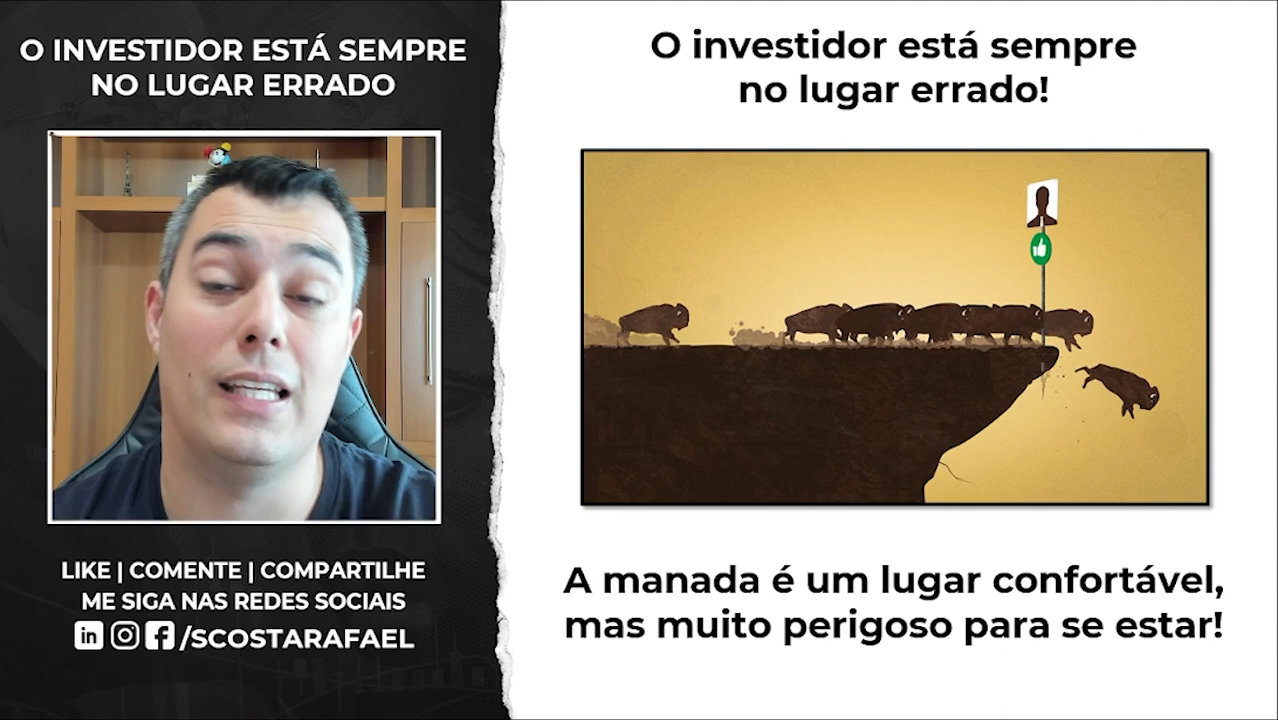 O INVESTIDOR ESTÁ SEMPRE
NO LUGAR ERRADO
LIKE | COMENTE | COMPARTILHE
ME SIGA NAS REDES SOCIAIS
in f /SCOSTARAFAEL
O investidor está sempre
no lugar errado!
A manada é um lugar confortável,
mas muito perigoso para se estar!